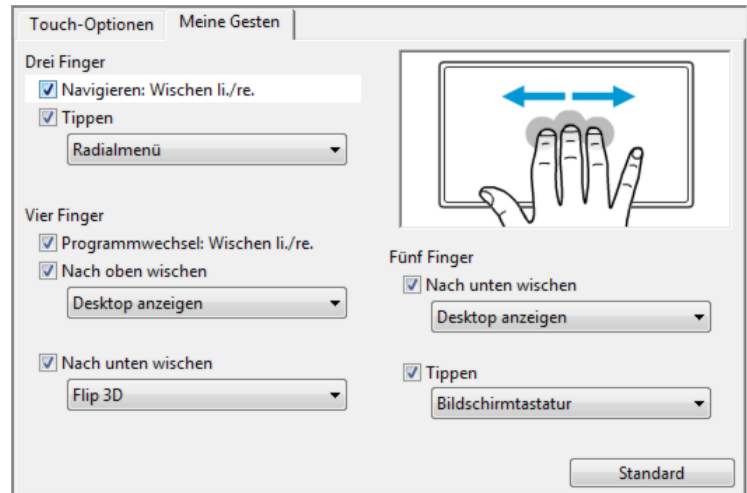 Touch-Optionen
Meine Gesten
Drei Finger
Navigieren: Wischen li./re.
Tippen
Radialmenü
Vier Finger
Programmwechsel: Wischen li./re.
Nach oben wischen
Desktop anzeigen
Nach unten wischen
Flip 3D
Fünf Finger
Nach unten wischen
Desktop anzeigen
Tippen
Bildschirmtastatur
Standard